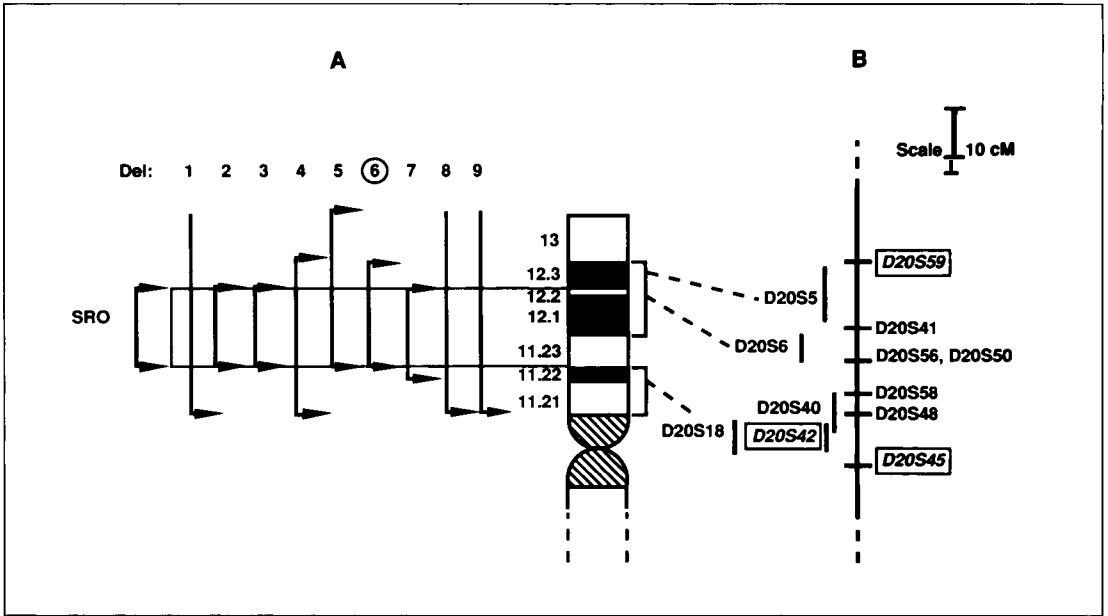 A
B
Scale 10 cM
Del: 1 2 3 4 5 6 7 8 9
13
12.3
12.2
12.1
11.23
11.22
11.21
SRO
D20S5
D20S6
D20S18
D20S40
D20S42
D20S59
D20S41
D20S56, D20S50
D20S58
D20S48
D20S45